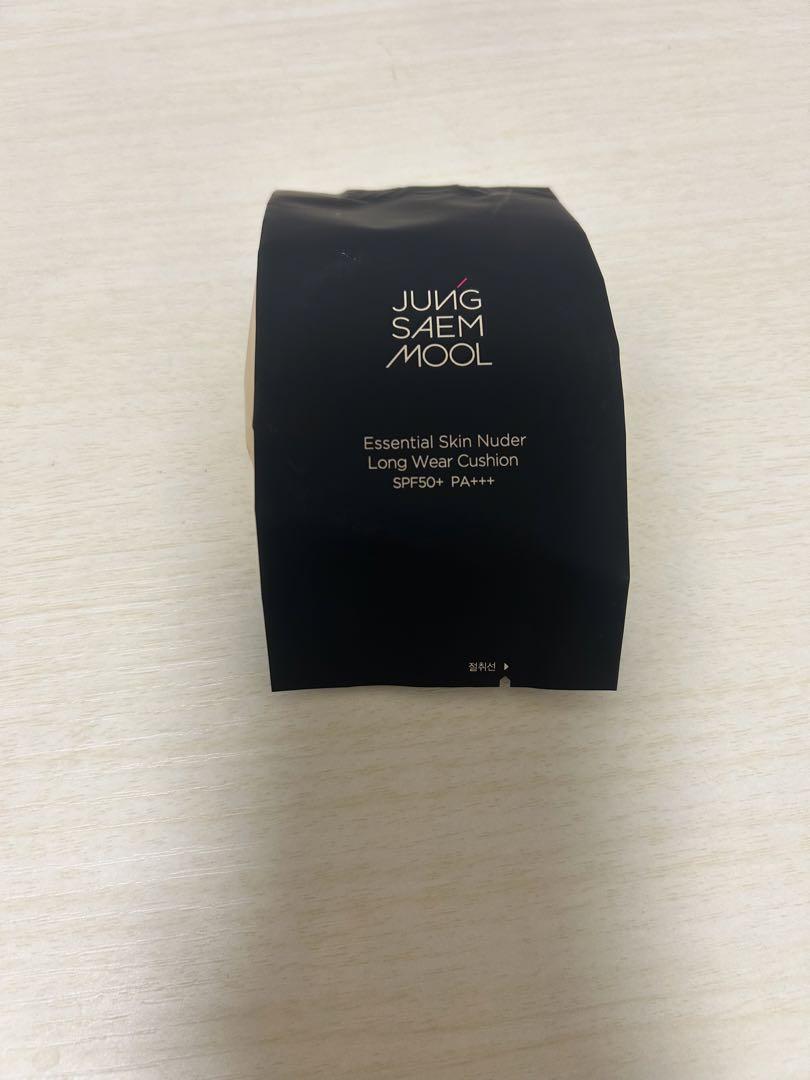 JUNG
SAEM
MOOL
Essential Skin Nuder
Long Wear Cushion
SPF50+ PA+++
절취선